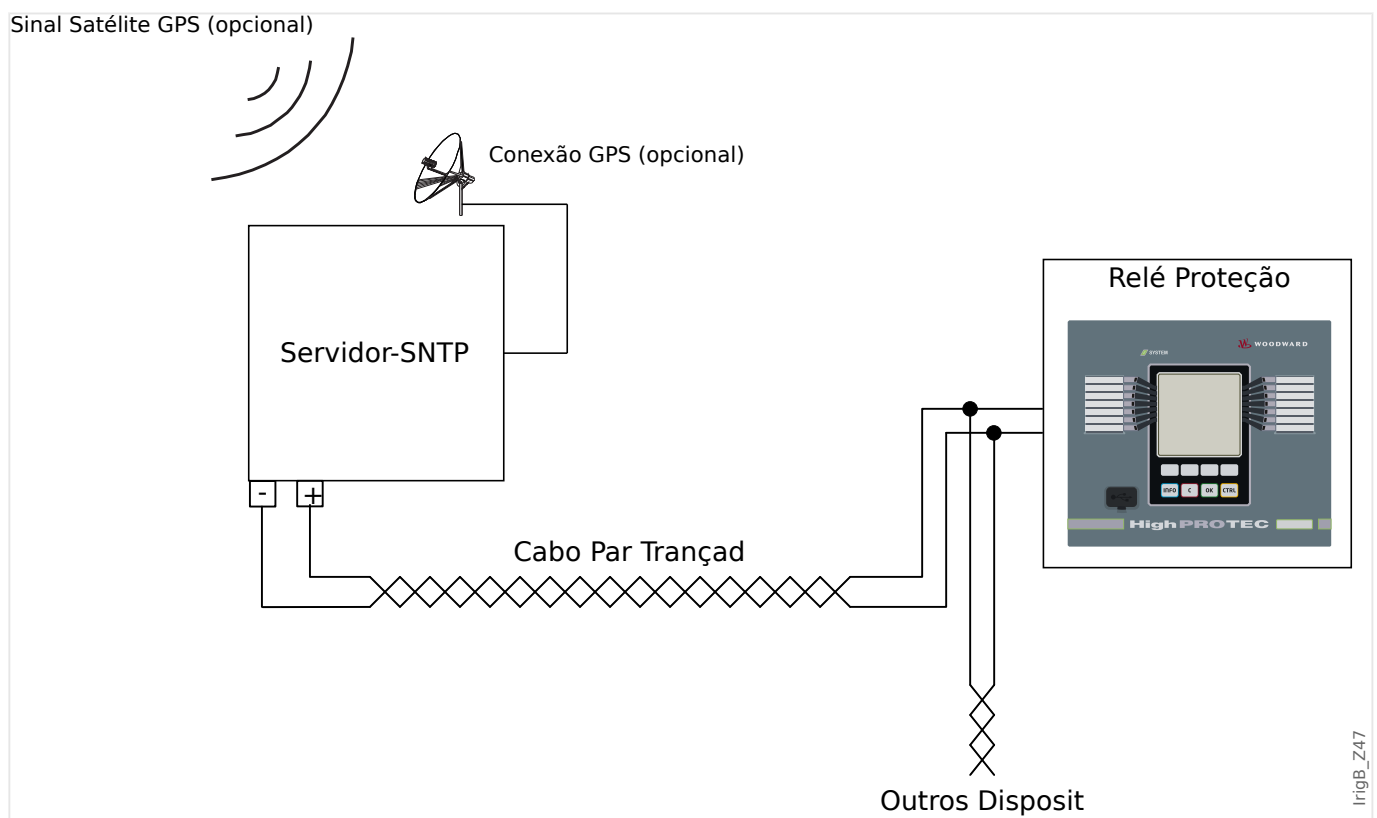 Sinal Satélite GPS (opcional)
Conexão GPS (opcional)
Servidor-SNTP
- +
Cabo Par Trançad
Relé Proteção
WOODWARD
SYSTEM
INFO C OK CTRL
HighPROTEC
Outros Disposit
IrigB_Z47